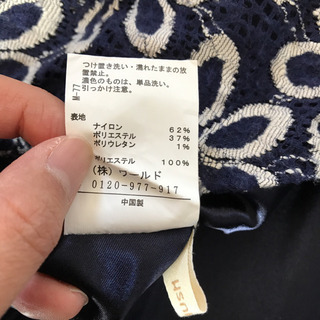 つけ置き洗い・濡れたままの放
置禁止。
濃色のものは、単品洗い。
引っかけ注意。
M-77
表地
ナイロン 62%
ポリエステル 37%
ポリウレタン 1%
ポリエステル 100%
(株)ワールド
0120-977-917
中国製